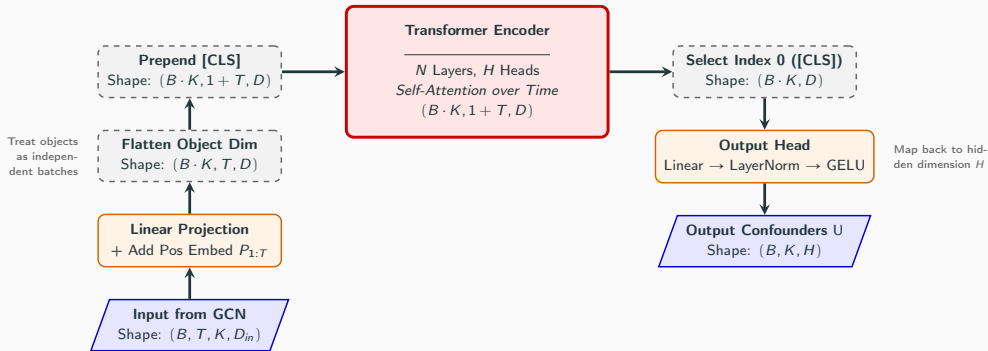 Transformer Encoder
N Layers, H Heads
Self-Attention over Time
(B · K, 1 + T, D)
Prepend [CLS]
Shape: (B · K, 1 + T, D)
Select Index 0 ([CLS])
Shape: (B · K, D)
Treat objects
as indepen-
dent batches
Flatten Object Dim
Shape: (B · K, T, D)
Output Head
Linear → LayerNorm → GELU
Map back to hid-
den dimension H
Linear Projection
+ Add Pos Embed P1:T
Output Confounders U
Shape: (B, K, H)
Input from GCN
Shape: (B, T, K, Din)